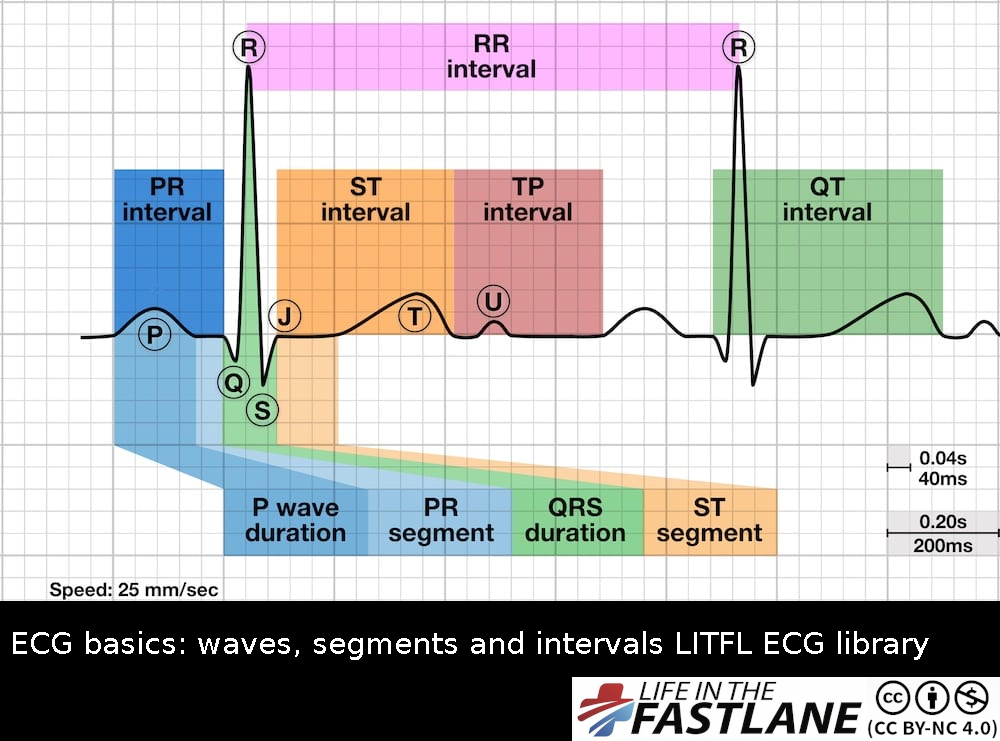 R
RR
interval
R
PR
interval
ST
interval
TP
interval
QT
interval
P
J
T
U
Q
S
0.04s
40ms
P wave
duration
PR
segment
QRS
duration
ST
segment
0.20s
200ms
Speed: 25 mm/sec
ECG basics: waves, segments and intervals LITFL ECG library
LIFE IN THE
FASTLANE
cc
$
(CC BY-NC 4.0)